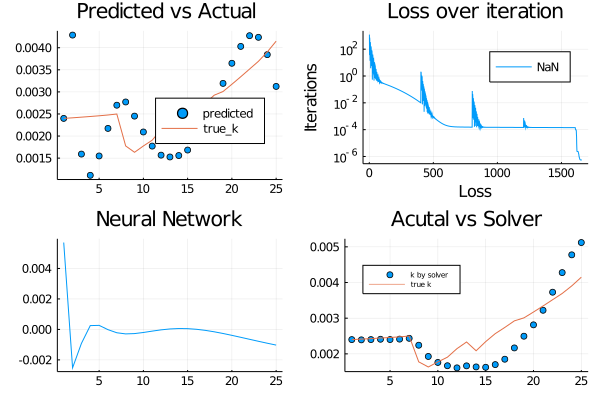 Predicted vs Actual
0.0040
0.0035
0.0030
0.0025
0.0020
0.0015
predicted
true_k
5 10 15 20 25
Loss over iteration
Iterations
10^2
10^0
10^-2
10^-4
10^-6
NaN
0 500 1000 1500
Loss
Neural Network
0.004
0.002
0.000
-0.002
5 10 15 20 25
Acutal vs Solver
0.005
0.004
0.003
0.002
k by solver
true k
5 10 15 20 25